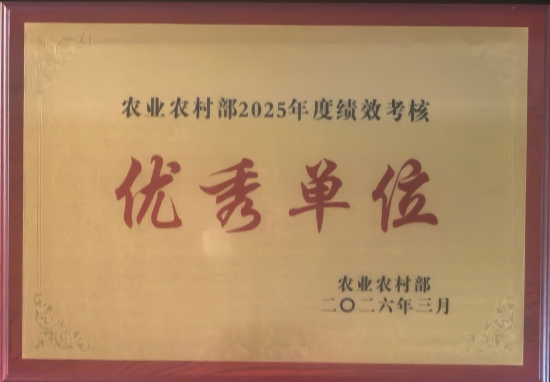 农业农村部2025年度绩效考核
优秀单位
农业农村部
二〇二六年三月